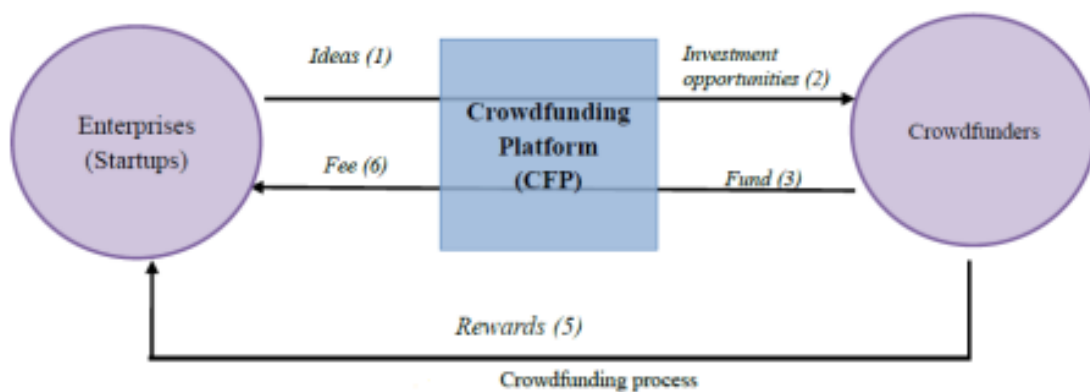 Ideas (1)
Investment
opportunities (2)
Enterprises
(Startups)
Crowdfunding
Platform
(CFP)
Crowdfunders
Fee (6)
Fund (3)
Rewards (5)
Crowdfunding process